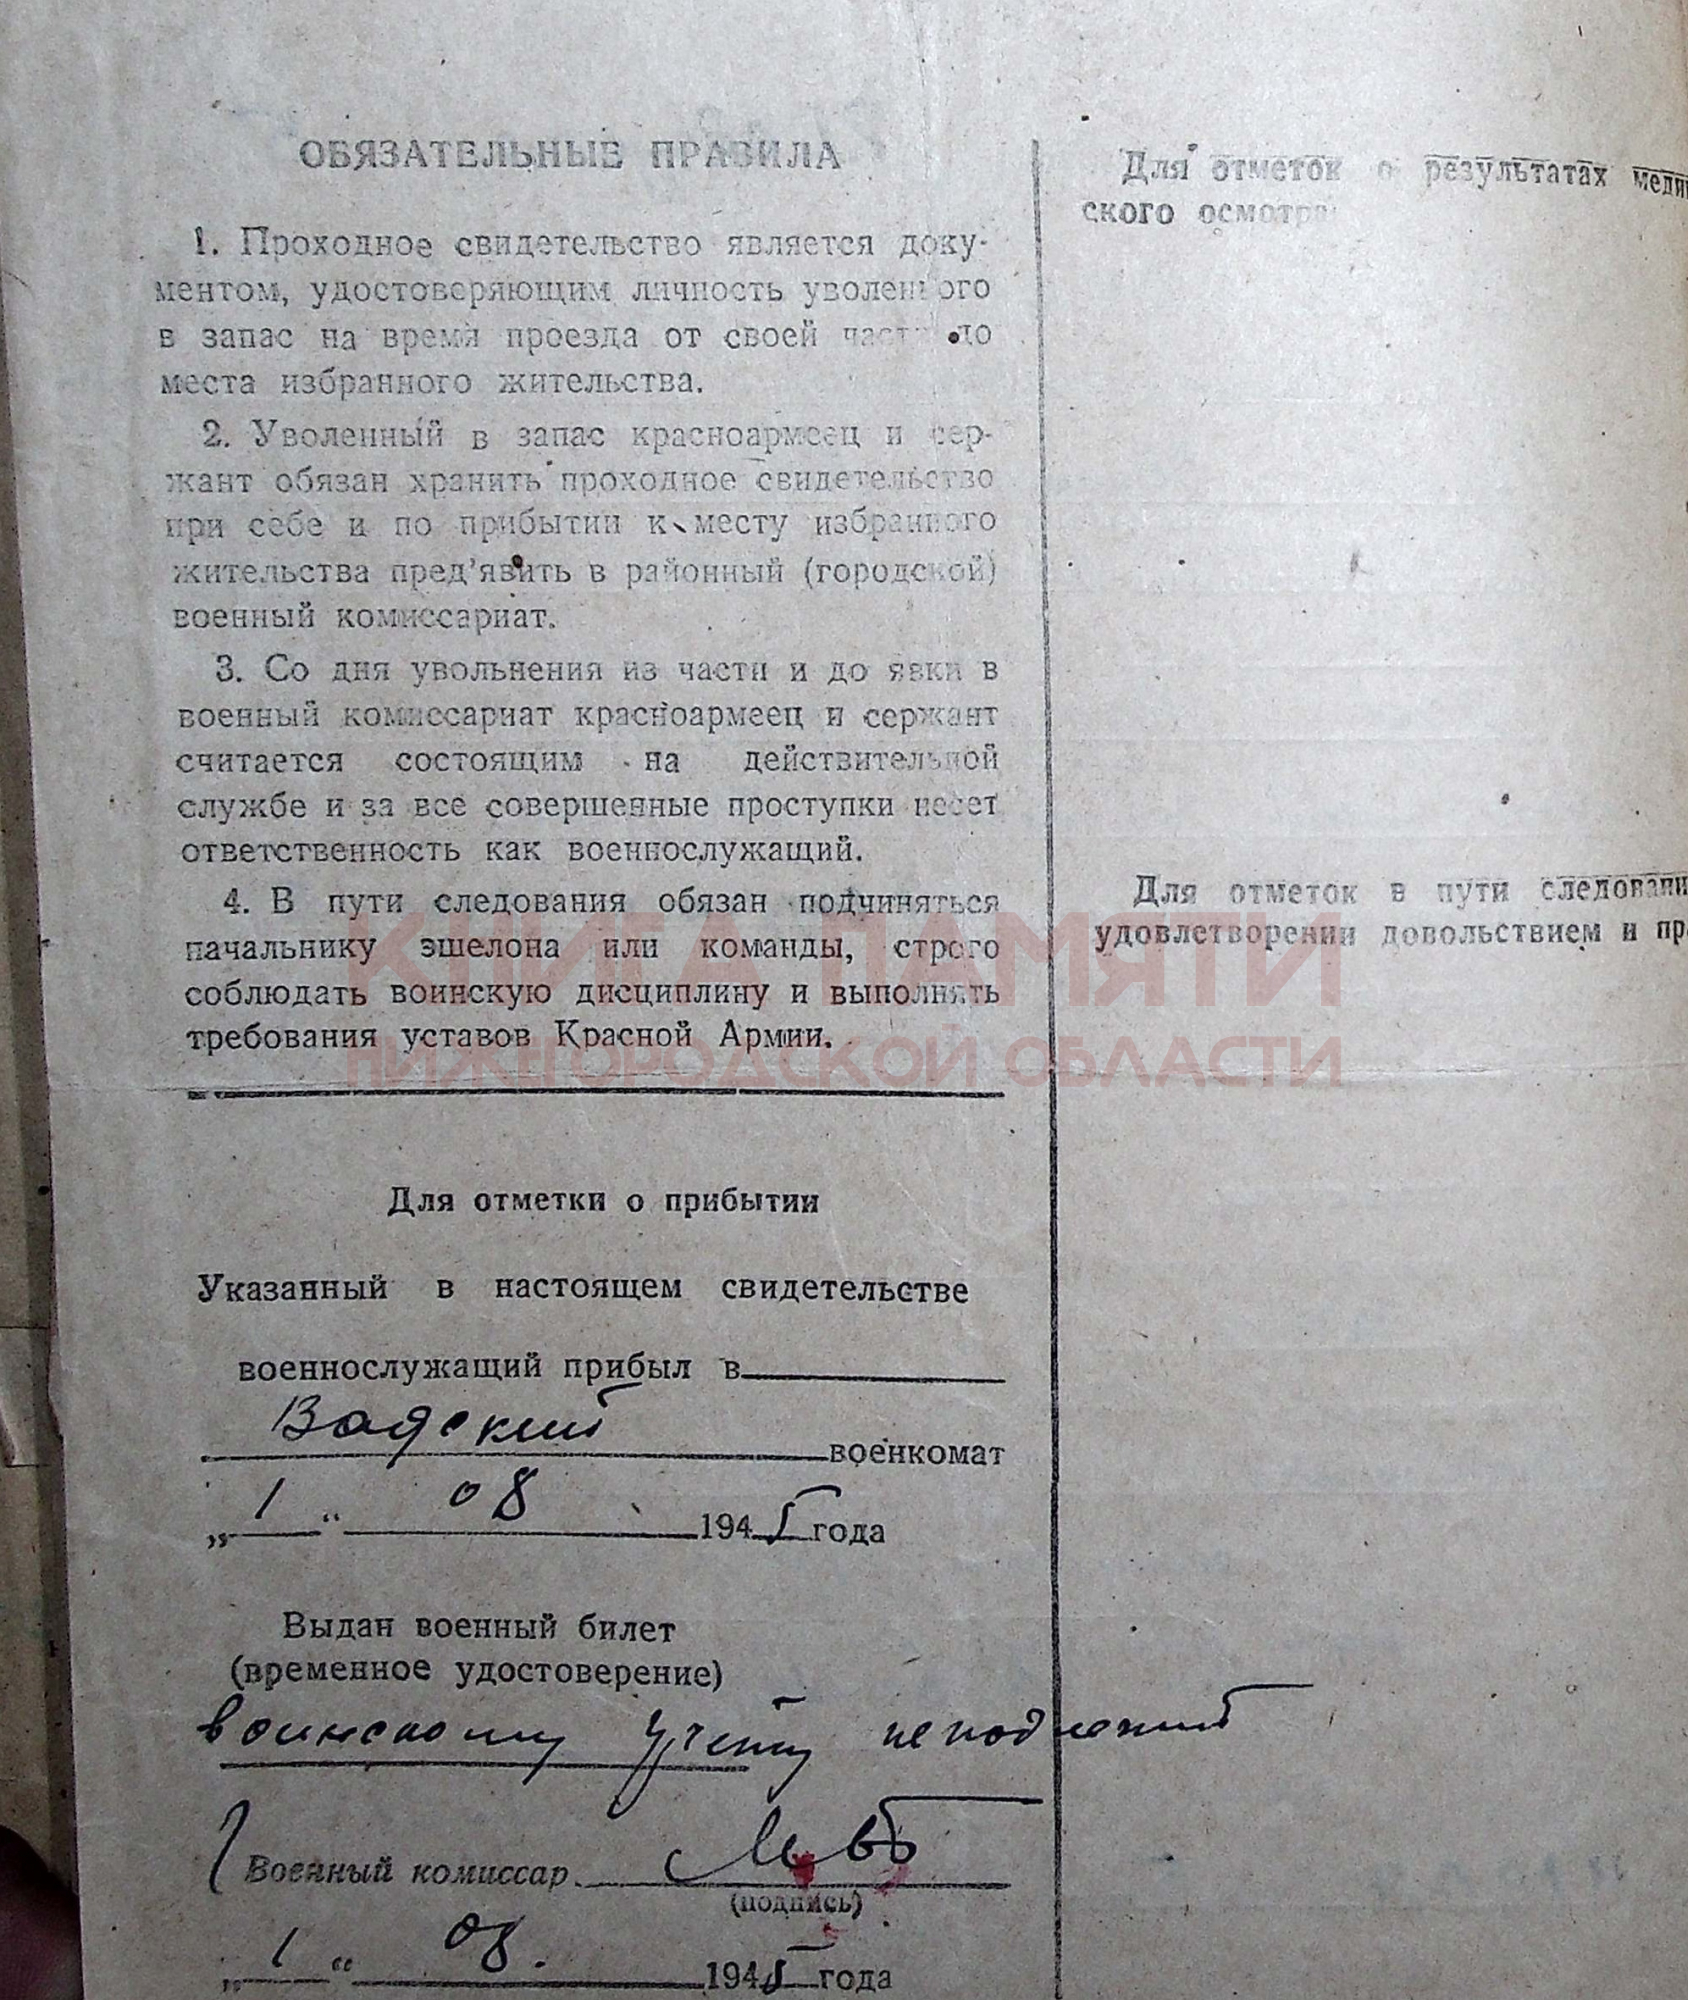 ОБЯЗАТЕЛЬНЫЕ ПРАВИЛА
1. Проходное свидетельство является доку-
ментом, удостоверяющим личность уволенного
в запас на время проезда от своей части до
места избранного жительства.
2. Уволенный в запас красноармеец и сер-
жант обязан хранить проходное свидетельство
при себе и по прибытии к месту избранного
жительства пред'явить в районный (городской)
военный комиссариат.
3. Со дня увольнения из части и до явки в
военный комиссариат красноармеец и сержант
считается состоящим на действительной
службе и за все совершенные проступки несет
ответственность как военнослужащий.
4. В пути следования обязан подчиняться
начальнику эшелона или команды, строго
соблюдать воинскую дисциплину и выполнять
требования уставов Красной Армии.
Для отметки о прибытии
Указанный в настоящем свидетельстве
военнослужащий прибыл в
Вадский военкомат
„1“ 08 1945 года
Выдан военный билет
(временное удостоверение)
воинскому учету неподлежит
Военный комиссар
(подпись)
„1“ 08. 1945 года
Для отметок о результатах меди
ского осмотра
Для отметок в пути следовани
удовлетворении довольствием и пр
КНИГА ПАМЯТИ
НИЖЕГОРОДСКОЙ ОБЛАСТИ